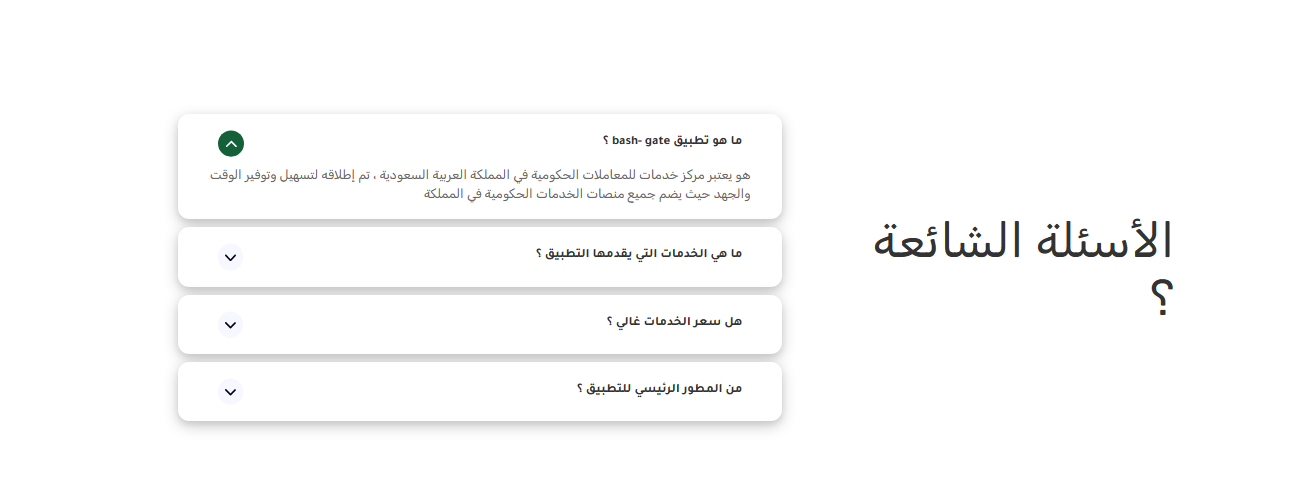 الأسئلة الشائعة
؟
ما هو تطبيق bash- gate ؟
هو يعتبر مركز خدمات للمعاملات الحكومية في المملكة العربية السعودية ، تم إطلاقه لتسهيل وتوفير الوقت
والجهد حيث يضم جميع منصات الخدمات الحكومية في المملكة
ما هي الخدمات التي يقدمها التطبيق ؟
هل سعر الخدمات غالي ؟
من المطور الرئيسي للتطبيق ؟